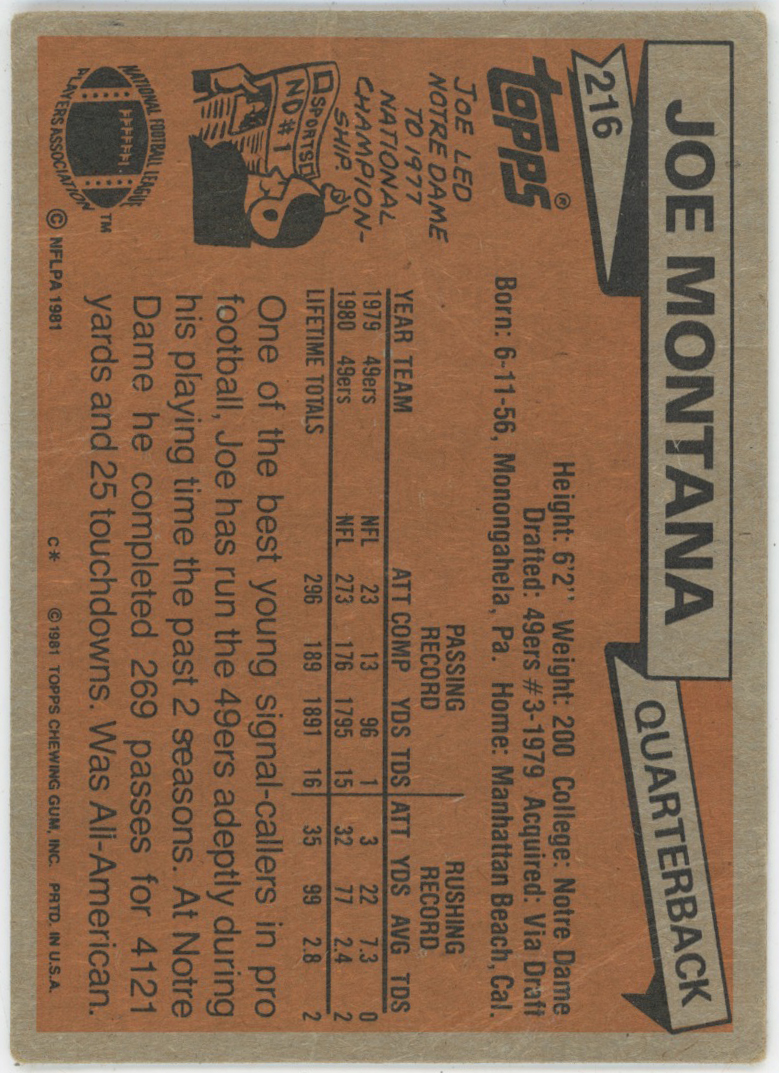 216
JOE MONTANA
QUARTERBACK
TOPPS®
Height: 6'2" Weight: 200 College: Notre Dame
Drafted: 49ers #3-1979 Acquired: Via Draft
Born: 6-11-56, Monongahela, Pa. Home: Manhattan Beach, Cal.
JOE LED
NOTRE DAME
TO 1977
NATIONAL
CHAMPION-
SHIP.
SPORTS
ND #1
PASSING RUSHING
RECORD RECORD
YEAR TEAM ATT COMP YDS TDS ATT YDS AVG TDS
1979 49ers NFL 23 13 96 1 3 22 7.3 0
1980 49ers NFL 273 176 1795 15 32 77 2.4 2
LIFETIME TOTALS 296 189 1891 16 35 99 2.8 2
One of the best young signal-callers in pro
football, Joe has run the 49ers adeptly during
his playing time the past 2 seasons. At Notre
Dame he completed 269 passes for 4121
yards and 25 touchdowns. Was All-American.
NATIONAL FOOTBALL LEAGUE
PLAYERS ASSOCIATION
TM
© NFLPA 1981
C* © 1981 TOPPS CHEWING GUM, INC. PRTD. IN U.S.A.